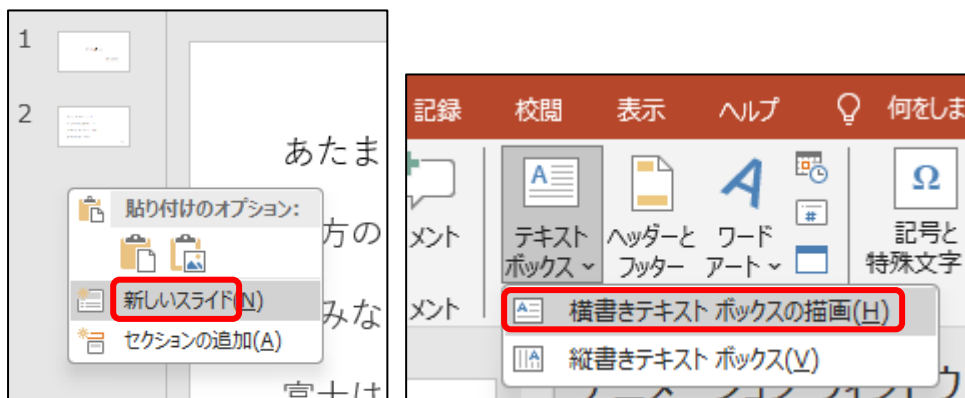 1
2
あたま
貼り付けのオプション:
方の
新しいスライド(N)
みな
セクションの追加(A)
富士は
記録 校閲 表示 ヘルプ 何をしま
メント テキスト ボックス ヘッダーと フッター ワード アート 記号と 特殊文字
メント
横書きテキスト ボックスの描画(H)
縦書きテキスト ボックス(V)